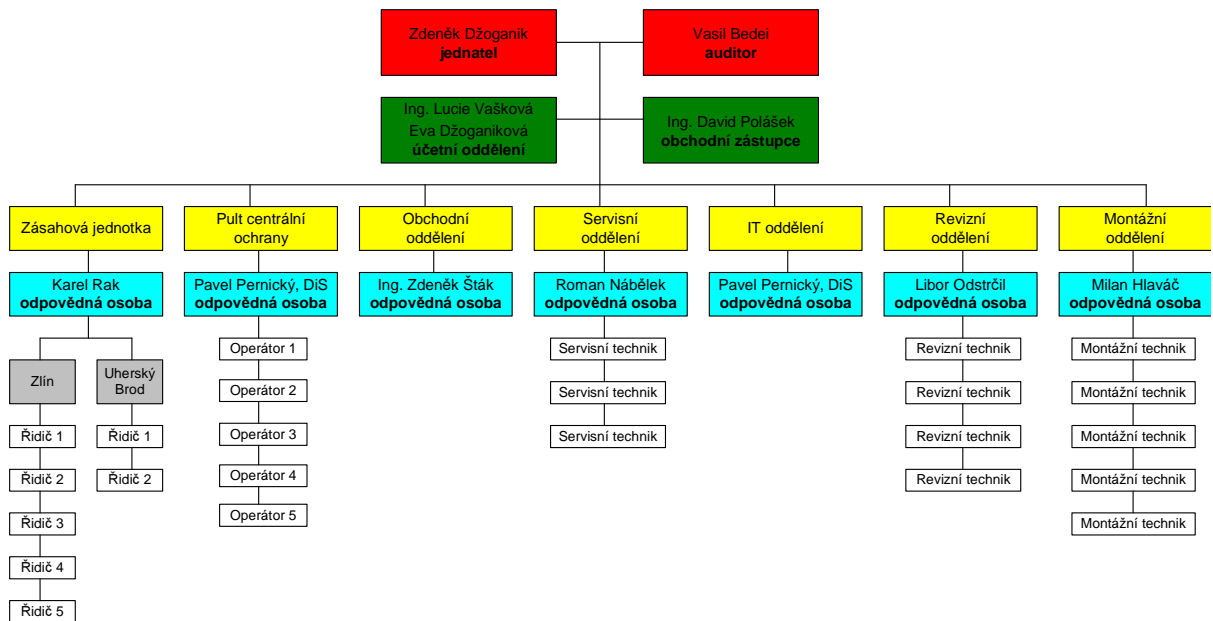 Zdeněk Džoganik
jednatel
Vasil Bedei
auditor
Ing. Lucie Vašková
Eva Džoganiková
účetní oddělení
Ing. David Polášek
obchodní zástupce
Zásahová jednotka
Pult centrální
ochrany
Obchodní
oddělení
Servisní
oddělení
IT oddělení
Revizní
oddělení
Montážní
oddělení
Karel Rak
odpovědná osoba
Pavel Pernický, DiS
odpovědná osoba
Ing. Zdeněk Šták
odpovědná osoba
Roman Nábělek
odpovědná osoba
Pavel Pernický, DiS
odpovědná osoba
Libor Odstrčil
odpovědná osoba
Milan Hlaváč
odpovědná osoba
Zlín
Řidič 1
Řidič 2
Řidič 3
Řidič 4
Řidič 5
Uherský
Brod
Řidič 1
Řidič 2
Operátor 1
Operátor 2
Operátor 3
Operátor 4
Operátor 5
Servisní technik
Servisní technik
Servisní technik
Revizní technik
Revizní technik
Revizní technik
Revizní technik
Montážní technik
Montážní technik
Montážní technik
Montážní technik
Montážní technik